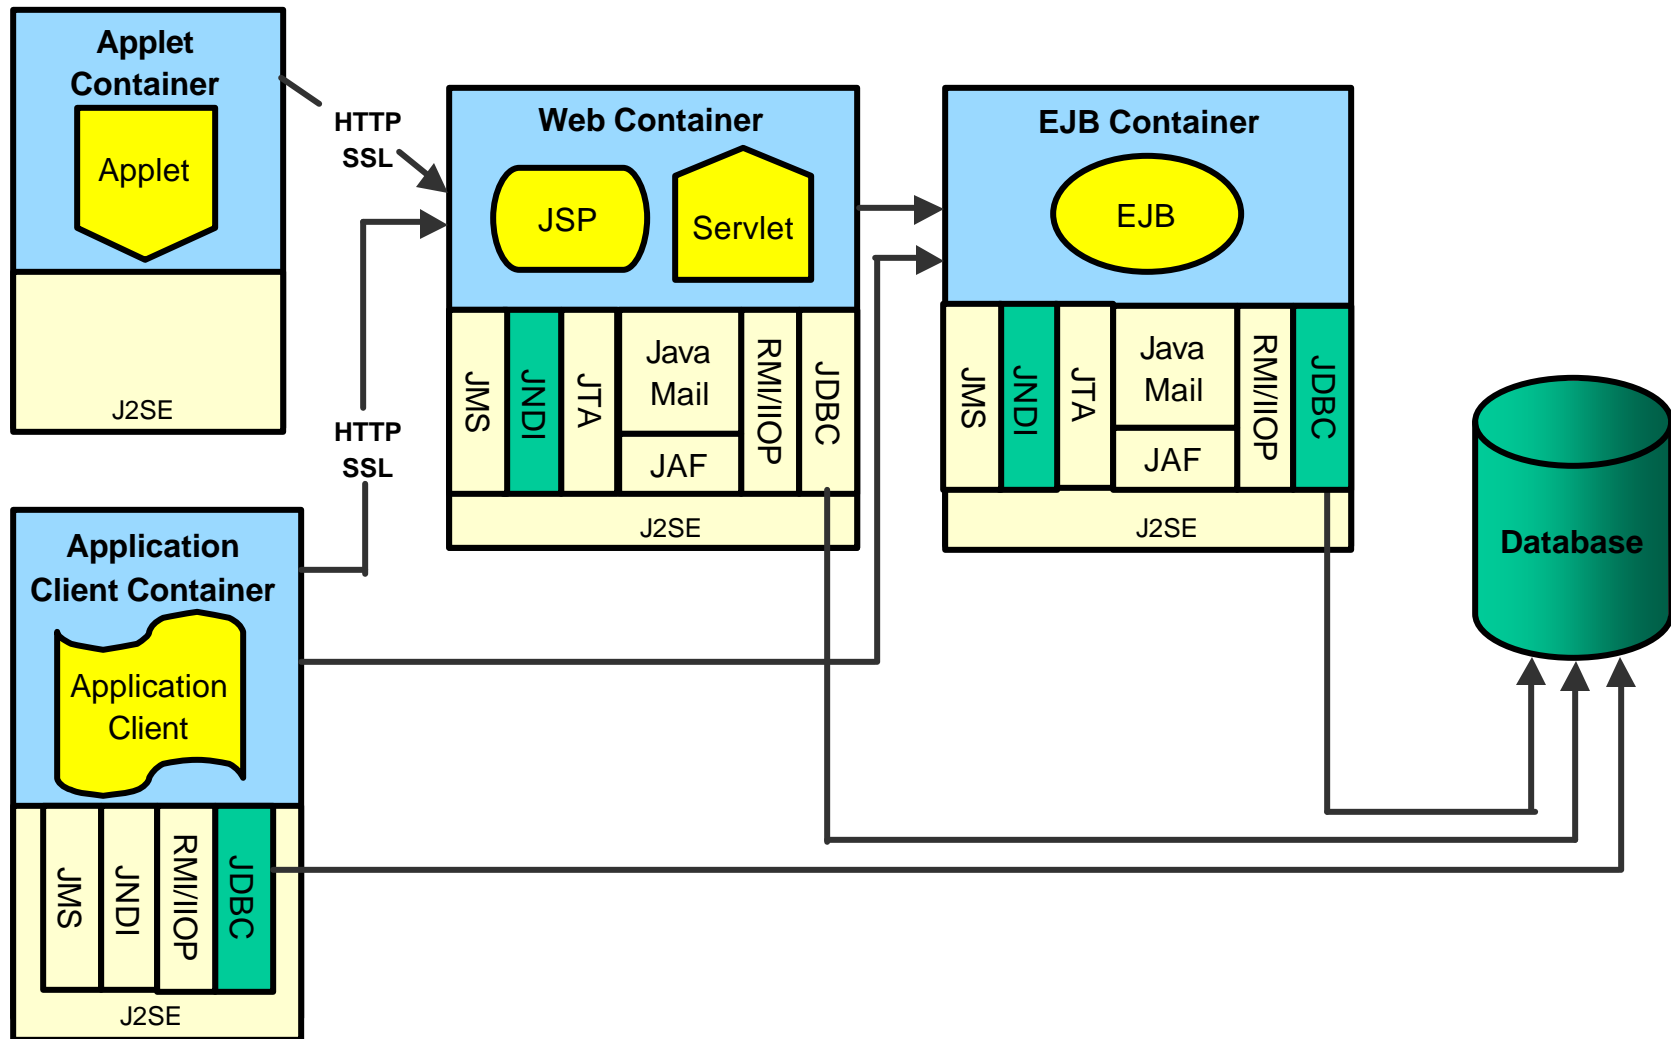 Applet
Container
Applet
J2SE
HTTP
SSL
HTTP
SSL
Application
Client Container
Application
Client
JMS
JNDI
RMI/IIOP
JDBC
J2SE
Web Container
JSP
Servlet
JMS
JNDI
JTA
Java
Mail
JAF
RMI/IIOP
JDBC
J2SE
EJB Container
EJB
JMS
JNDI
JTA
Java
Mail
JAF
RMI/IIOP
JDBC
J2SE
Database